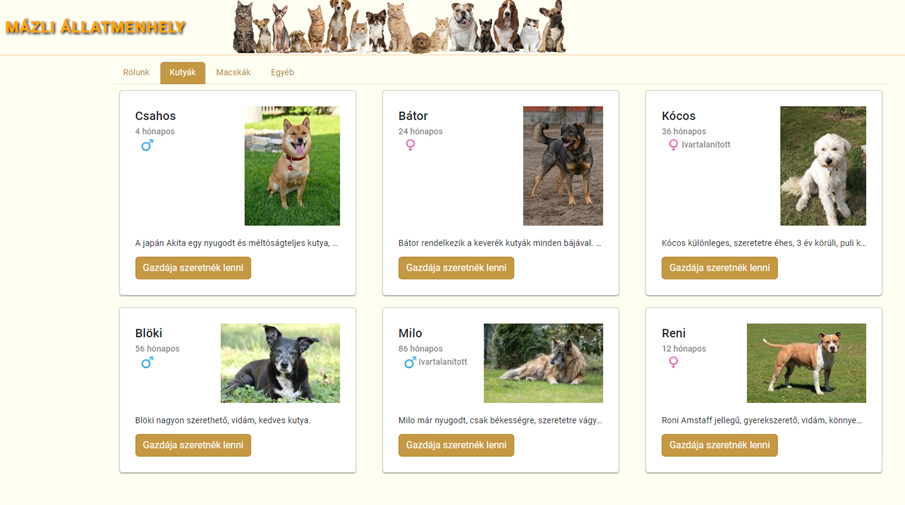 MÁZLI ÁLLATMENHELY
Rólunk Kutyák Macskák Egyéb
Csahos
4 hónapos
A japán Akita egy nyugodt és méltóságteljes kutya, ...
Gazdája szeretnék lenni
Bátor
24 hónapos
Bátor rendelkezik a keverék kutyák minden bájával. ...
Gazdája szeretnék lenni
Kócos
36 hónapos
Ivartalanított
Kócos különleges, szeretetre éhes, 3 év körüli, puli k...
Gazdája szeretnék lenni
Blöki
56 hónapos
Blöki nagyon szerethető, vidám, kedves kutya.
Gazdája szeretnék lenni
Milo
86 hónapos
Ivartalanított
Milo már nyugodt, csak békességre, szeretetre vágy...
Gazdája szeretnék lenni
Reni
12 hónapos
Roni Amstaff jellegű, gyerekszerető, vidám, könnye...
Gazdája szeretnék lenni